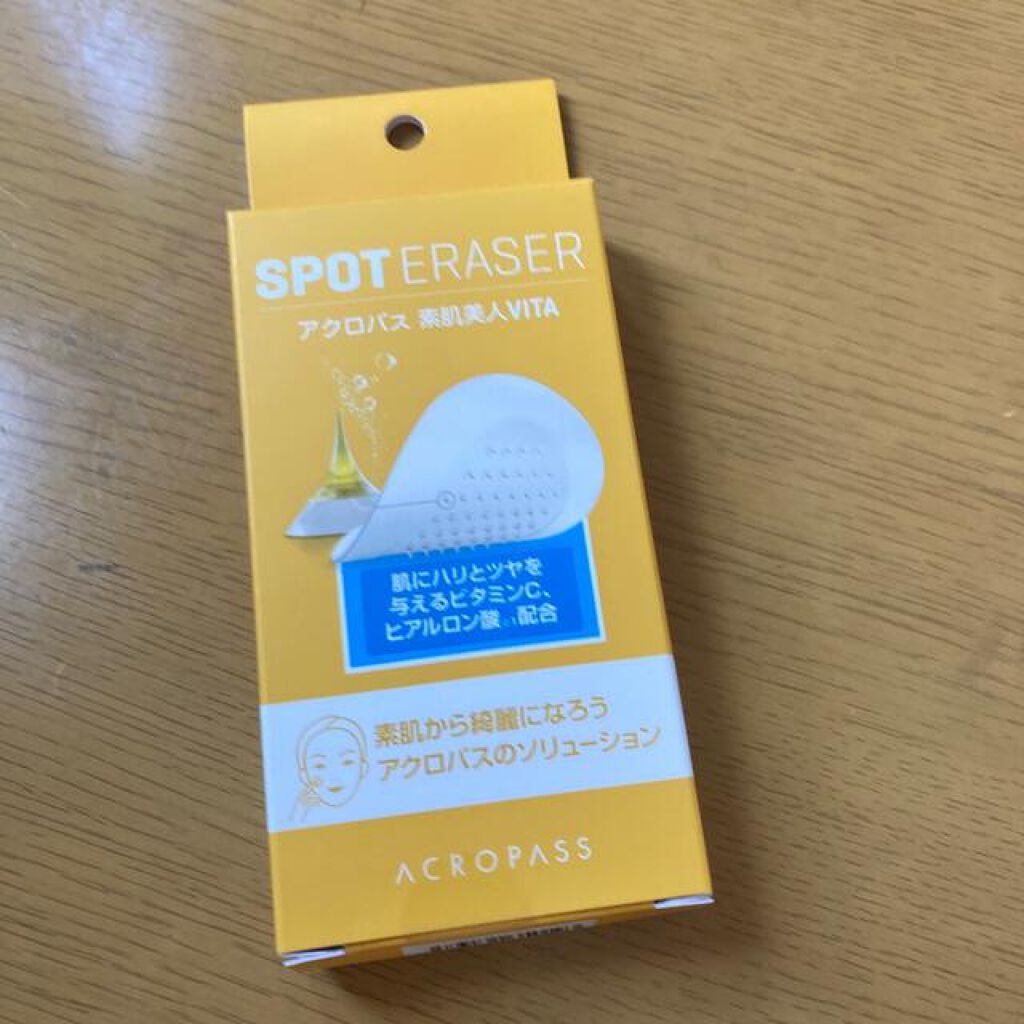 SPOT ERASER
アクロパス 素肌美人VITA
肌にハリとツヤを
与えるビタミンC、
ヒアルロン酸※1配合
素肌から綺麗になろう
アクロパスのソリューション
ACROPASS